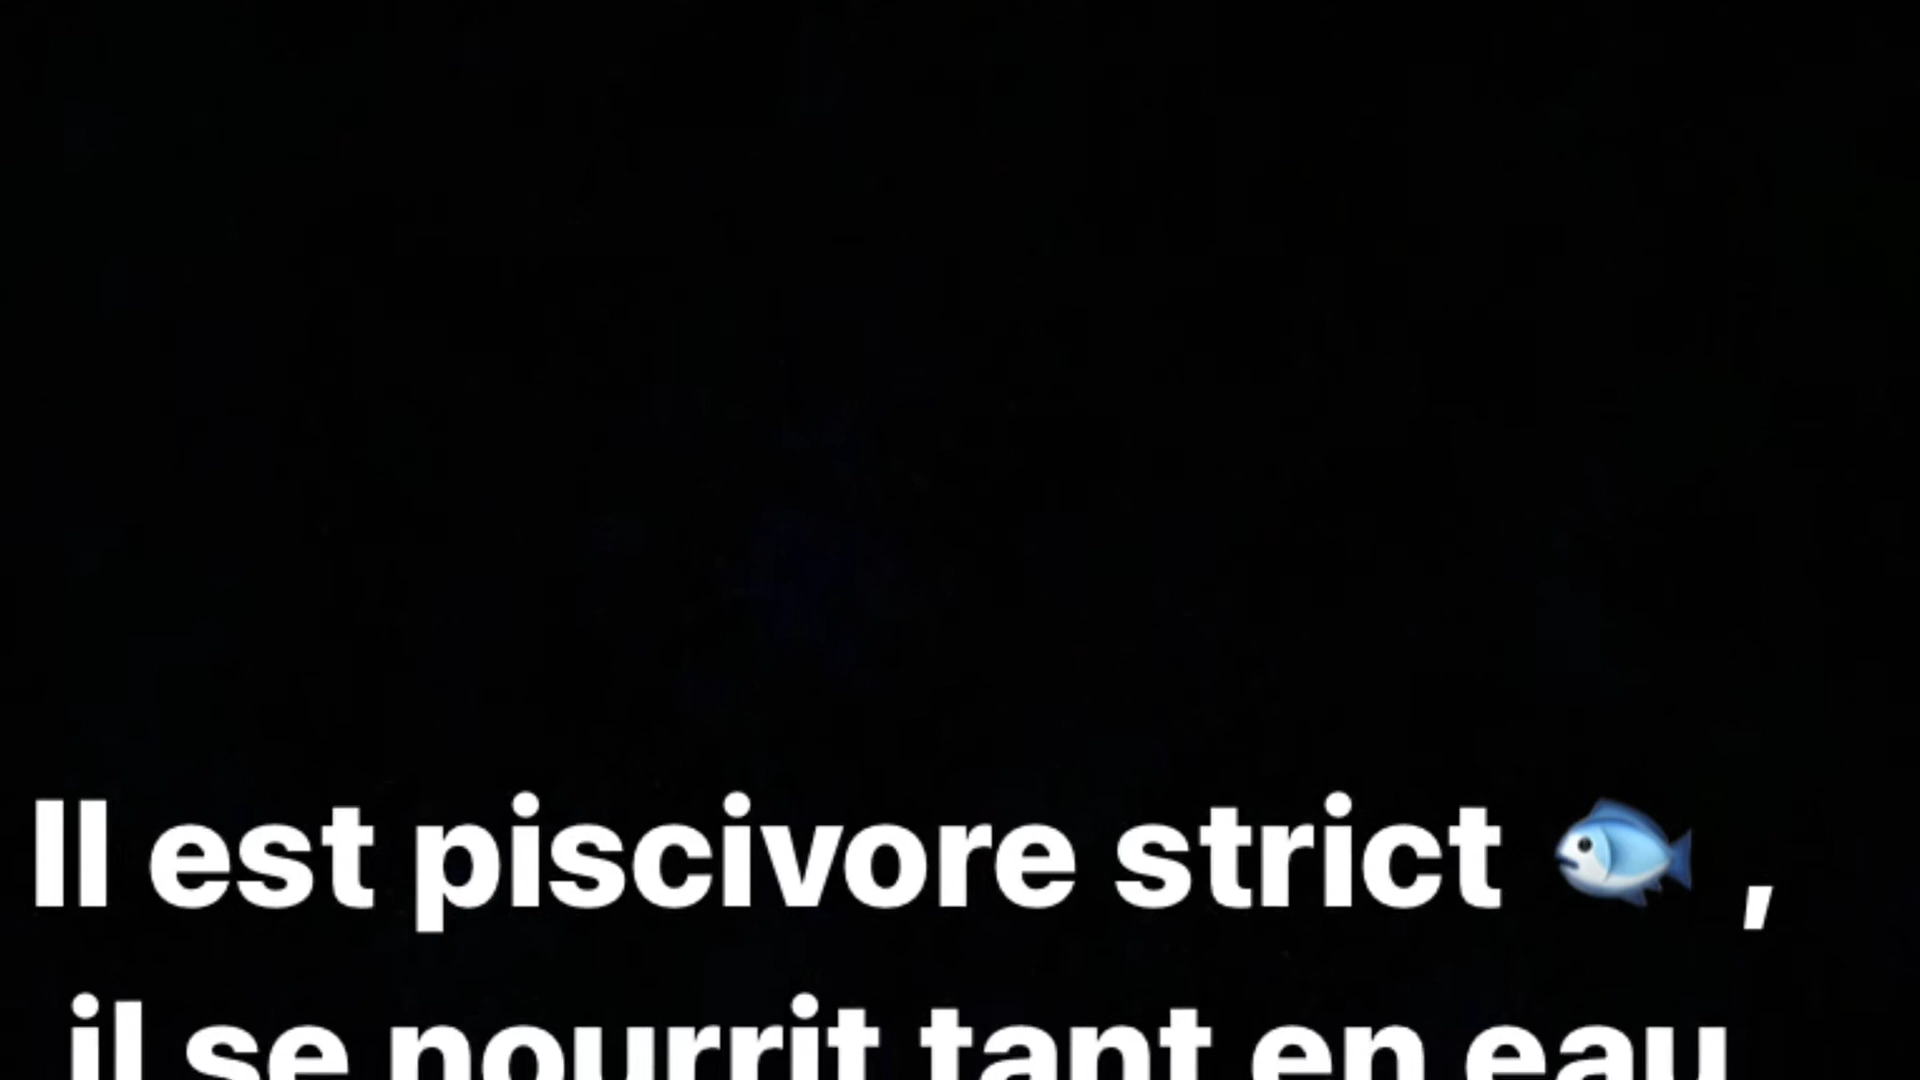 Il est piscivore strict 🐟 ,
il se nourrit tant en eau